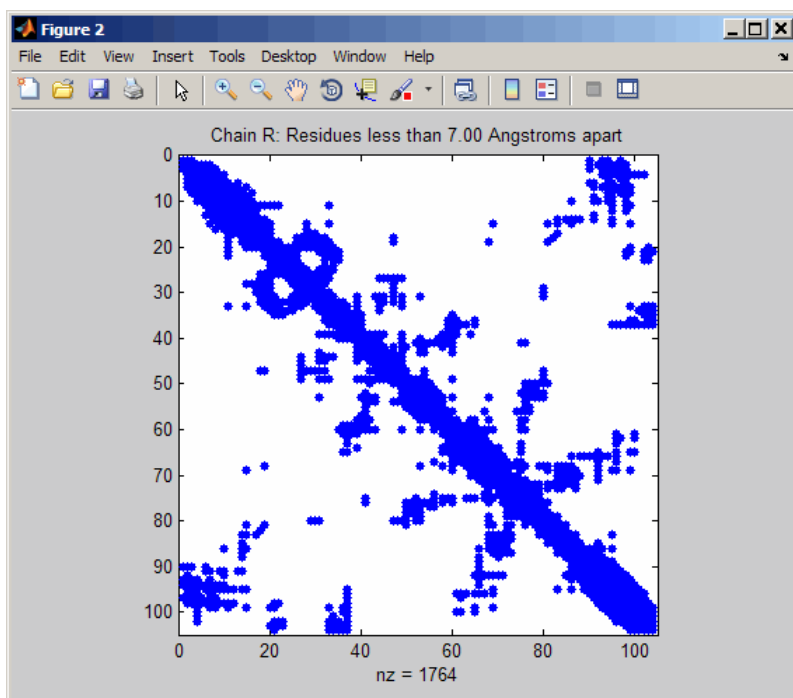 Figure 2
File Edit View Insert Tools Desktop Window Help
Chain R: Residues less than 7.00 Angstroms apart
0
10
20
30
40
50
60
70
80
90
100
0 20 40 60 80 100
nz = 1764